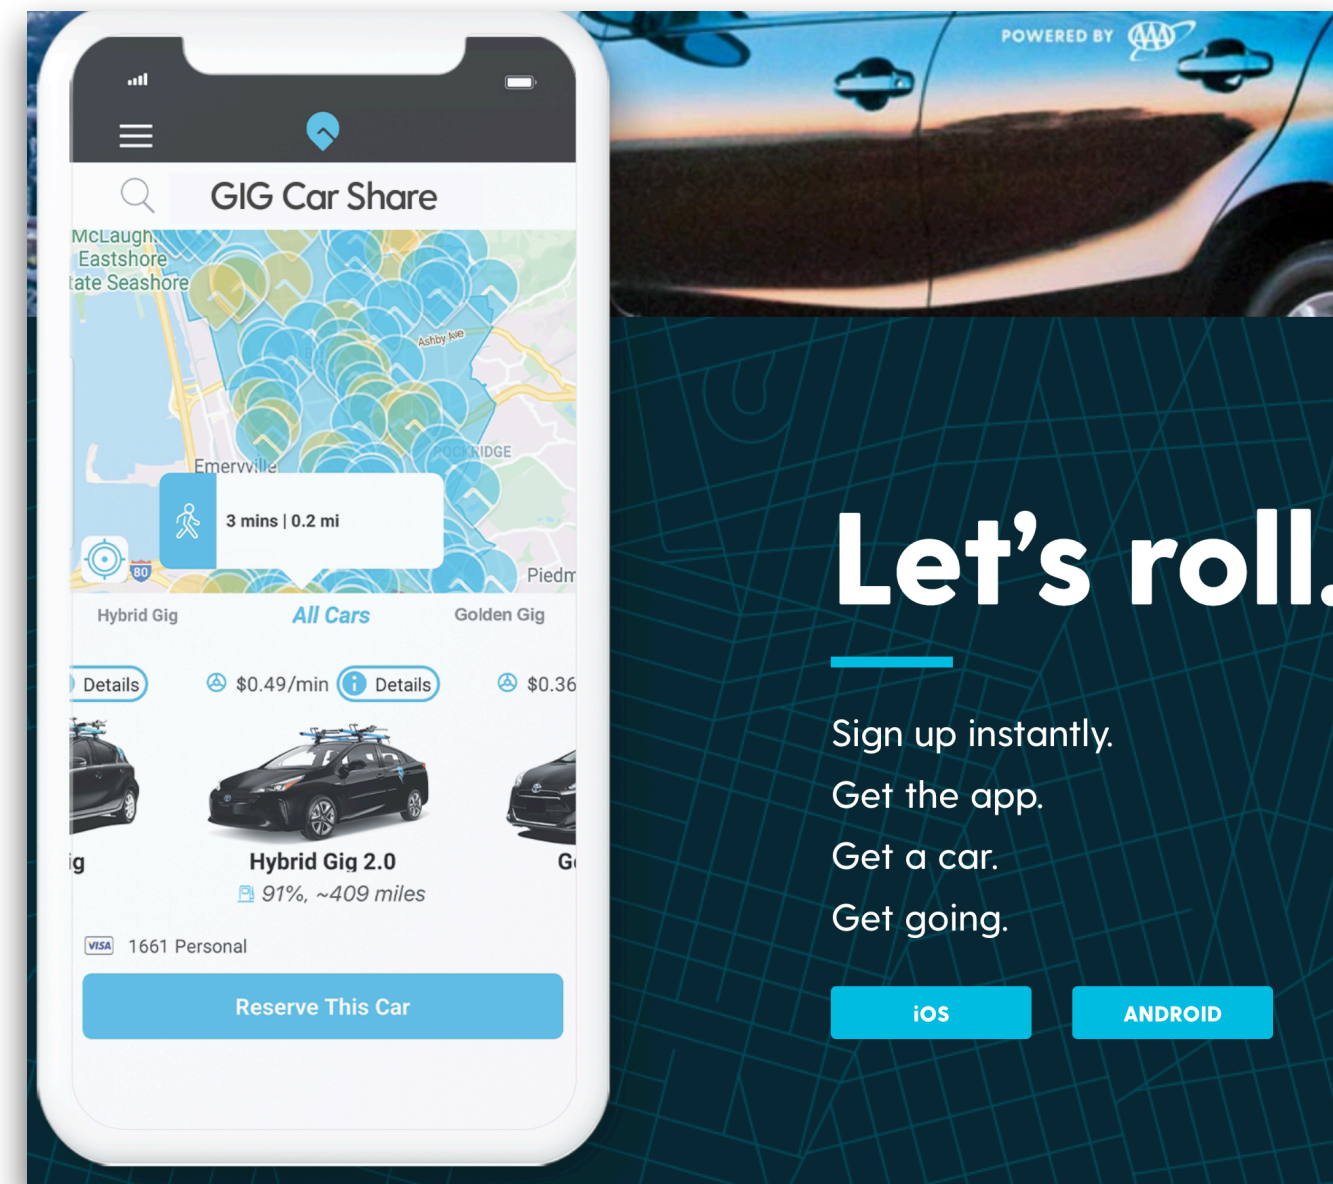 POWERED BY AAA
GIG Car Share
McLaugh
Eastshore
tate Seashore
Ashby Ave
OCKRIDGE
Emeryville
3 mins | 0.2 mi
80
Piedm
Hybrid Gig
All Cars
Golden Gig
Details
$0.49/min
Details
$0.36
ig
Hybrid Gig 2.0
G
91%, ~409 miles
VISA 1661 Personal
Reserve This Car
Let's roll.
Sign up instantly.
Get the app.
Get a car.
Get going.
iOS
ANDROID